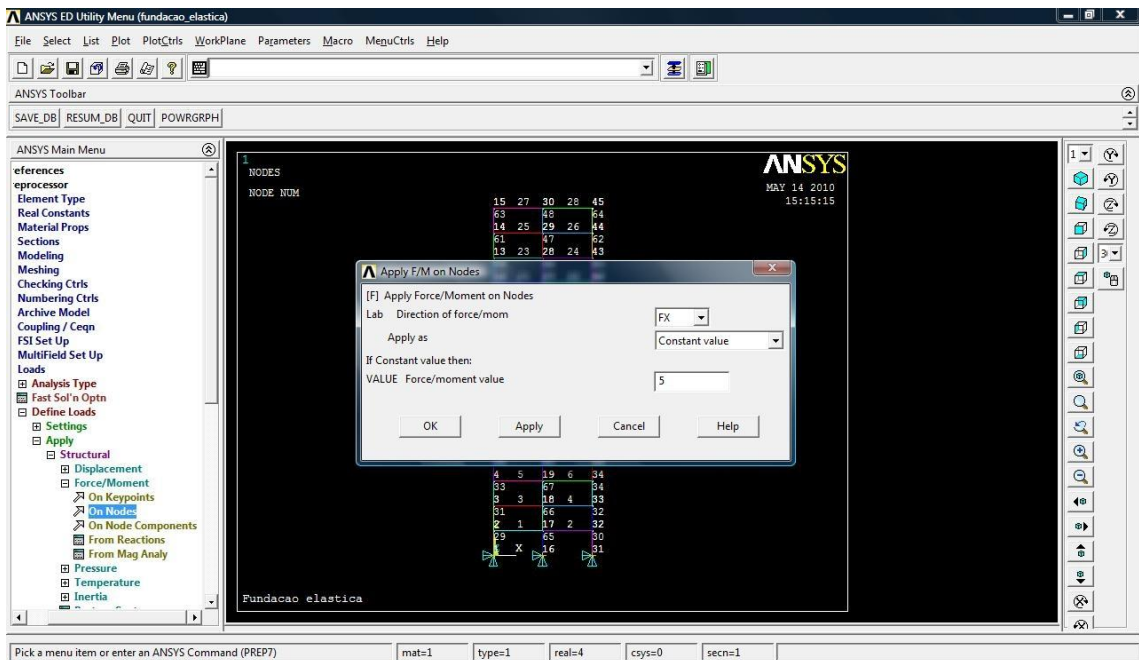 ANSYS ED Utility Menu (fundacao_elastica)
File Select List Plot PlotCtrls WorkPlane Parameters Macro MenuCtrls Help
ANSYS Toolbar
SAVE_DB RESUM_DB QUIT POWRGRPH
ANSYS Main Menu
eferences
eprocessor
Element Type
Real Constants
Material Props
Sections
Modeling
Meshing
Checking Ctrls
Numbering Ctrls
Archive Model
Coupling / Ceqn
FSI Set Up
MultiField Set Up
Loads
Analysis Type
Fast Sol'n Optn
Define Loads
Settings
Apply
Structural
Displacement
Force/Moment
On Keypoints
On Nodes
On Node Components
From Reactions
From Mag Analy
Pressure
Temperature
Inertia
1
NODES
NODE NUM
ANSYS
MAY 14 2010
15:15:15
15 27 30 28 45
63 48 64
14 25 29 26 44
61 47 62
13 23 28 24 43
Apply F/M on Nodes
[F] Apply Force/Moment on Nodes
Lab Direction of force/mom FX
Apply as Constant value
If Constant value then:
VALUE Force/moment value 5
OK Apply Cancel Help
4 5 19 6 34
33 67 34
3 3 18 4 33
31 66 32
2 1 17 2 32
29 65 30
X 16 31
Fundacao elastica
1
Pick a menu item or enter an ANSYS Command (PREP7) mat=1 type=1 real=4 csys=0 secn=1